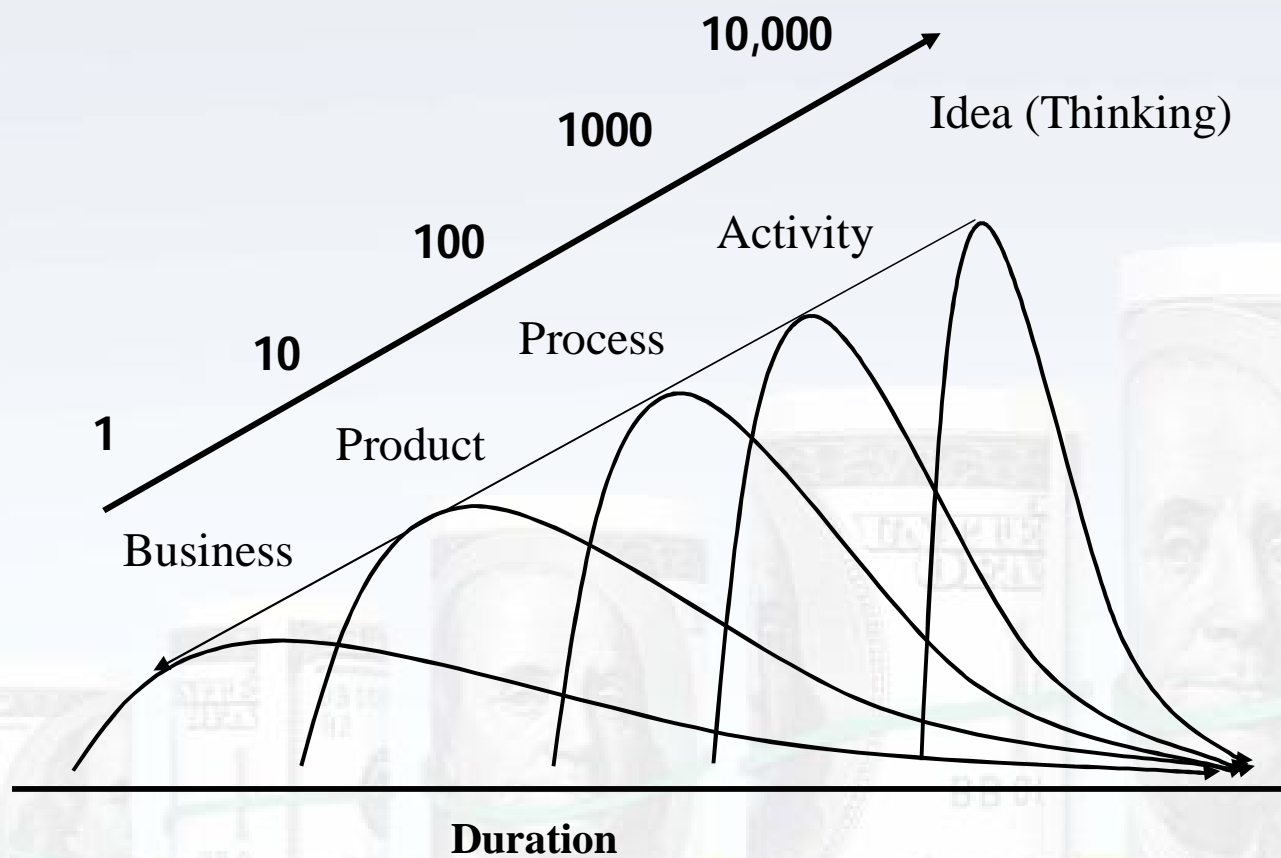 10,000
Idea (Thinking)
1000
Activity
100
Process
10
Product
1
Business
Duration